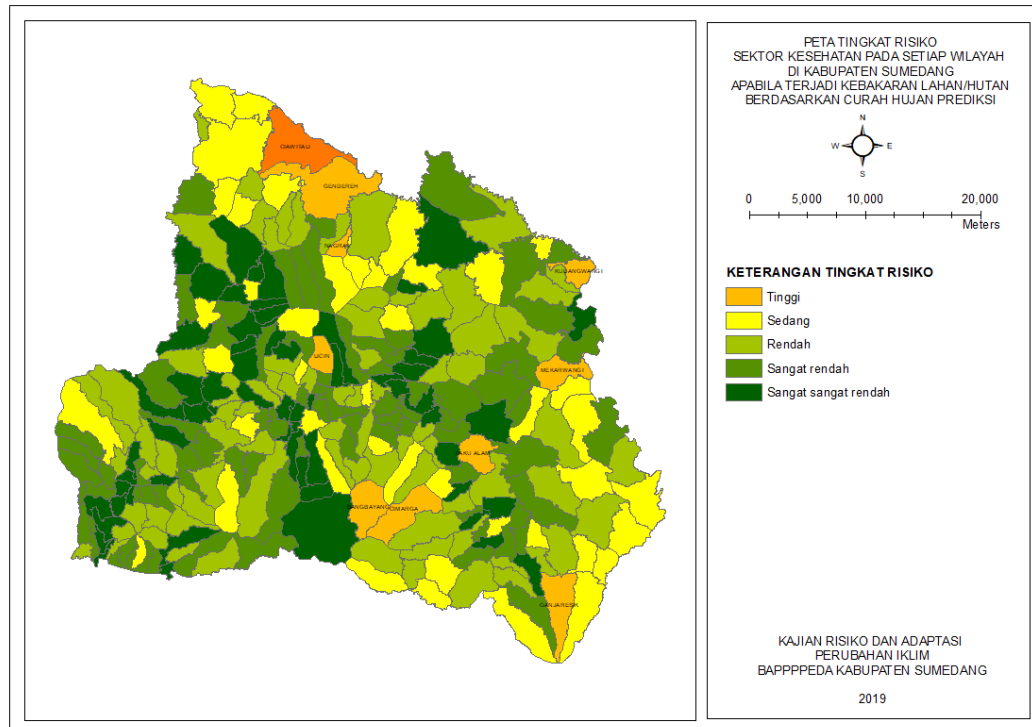 PETA TINGKAT RISIKO
SEKTOR KESEHATAN PADA SETIAP WILAYAH
DI KABUPATEN SUMEDANG
APABILA TERJADI KEBAKARAN LAHAN/HUTAN
BERDASARKAN CURAH HUJAN PREDIKSI
N
W E
S
0 5,000 10,000 20,000
Meters
KETERANGAN TINGKAT RISIKO
Tinggi
Sedang
Rendah
Sangat rendah
Sangat sangat rendah
KAJIAN RISIKO DAN ADAPTASI
PERUBAHAN IKLIM
BAPPPPEDA KABUPATEN SUMEDANG
2019
GENDEREH
LICIN
MEKARWANGI
GANJARESIK